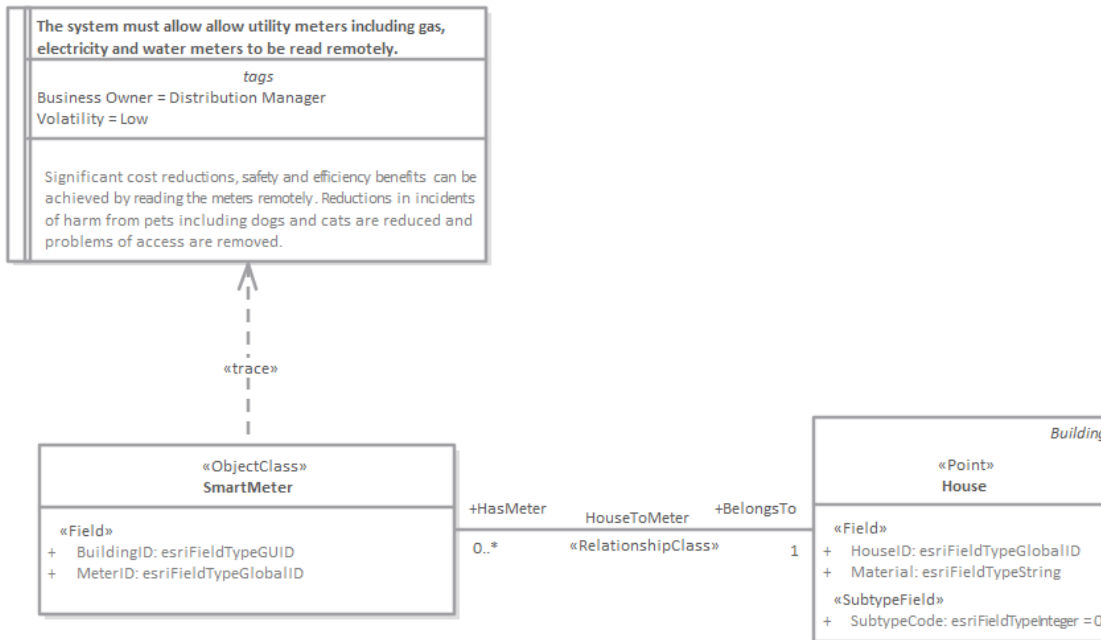 The system must allow allow utility meters including gas,
electricity and water meters to be read remotely.
tags
Business Owner = Distribution Manager
Volatility = Low
Significant cost reductions, safety and efficiency benefits can be
achieved by reading the meters remotely. Reductions in incidents
of harm from pets including dogs and cats are reduced and
problems of access are removed.
«trace»
«ObjectClass»
SmartMeter
«Field»
+ BuildingID: esriFieldTypeGUID
+ MeterID: esriFieldTypeGlobalID
+HasMeter
HouseToMeter
+BelongsTo
0..*
«RelationshipClass»
1
Building
«Point»
House
«Field»
+ HouseID: esriFieldTypeGlobalID
+ Material: esriFieldTypeString
«SubtypeField»
+ SubtypeCode: esriFieldTypeInteger = 0